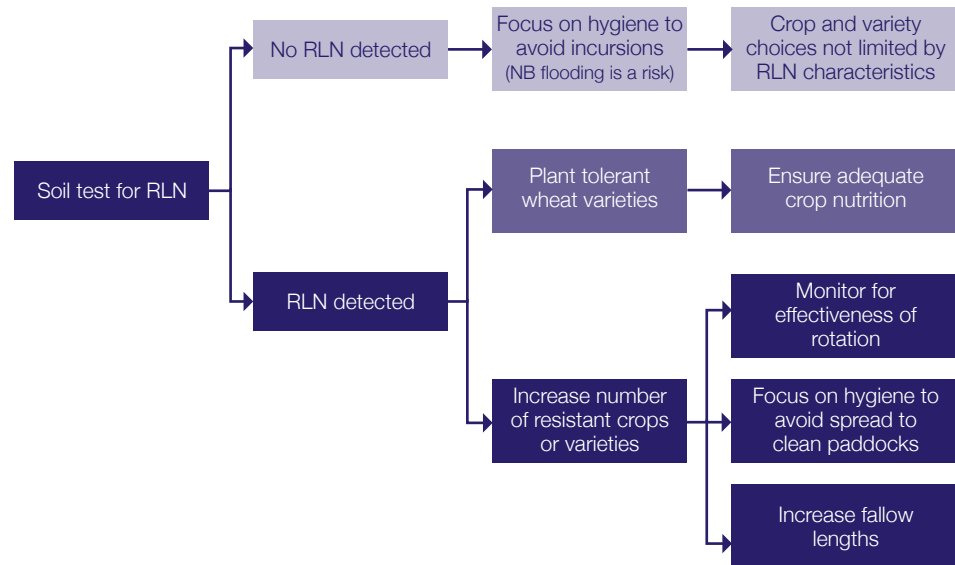 Soil test for RLN
No RLN detected
Focus on hygiene to
avoid incursions
(NB flooding is a risk)
Crop and variety
choices not limited by
RLN characteristics
RLN detected
Plant tolerant
wheat varieties
Ensure adequate
crop nutrition
Increase number
of resistant crops
or varieties
Monitor for
effectiveness of
rotation
Focus on hygiene to
avoid spread to
clean paddocks
Increase fallow
lengths